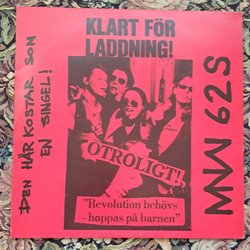 KLART FÖR
LADDNING!
DEN HÄR KOSTAR SOM
EN SINGEL!
OTROLIGT!
"Revolution behövs
- hoppas på barnen"
MNW 62S